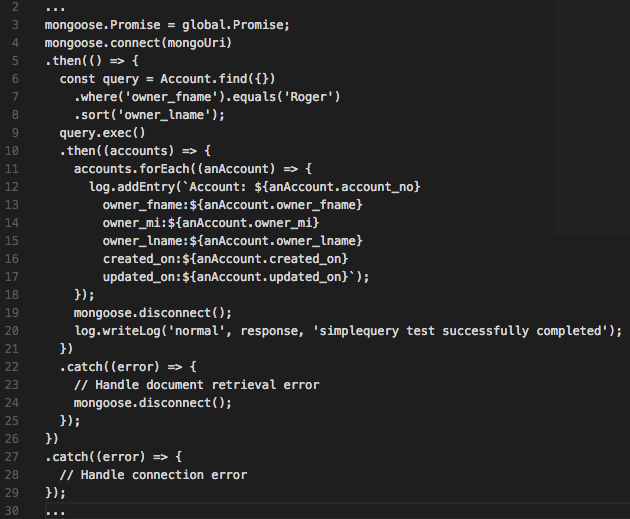 2 ...
3 mongoose.Promise = global.Promise;
4 mongoose.connect(mongoUri)
5 .then(() => {
6   const query = Account.find({})
7     .where('owner_fname').equals('Roger')
8     .sort('owner_lname');
9   query.exec()
10   .then((accounts) => {
11     accounts.forEach((anAccount) => {
12       log.addEntry(`Account: ${anAccount.account_no}
13         owner_fname:${anAccount.owner_fname}
14         owner_mi:${anAccount.owner_mi}
15         owner_lname:${anAccount.owner_lname}
16         created_on:${anAccount.created_on}
17         updated_on:${anAccount.updated_on}`);
18     });
19     mongoose.disconnect();
20     log.writeLog('normal', response, 'simplequery test successfully completed');
21   })
22   .catch((error) => {
23     // Handle document retrieval error
24     mongoose.disconnect();
25   });
26 })
27 .catch((error) => {
28   // Handle connection error
29 });
30 ...